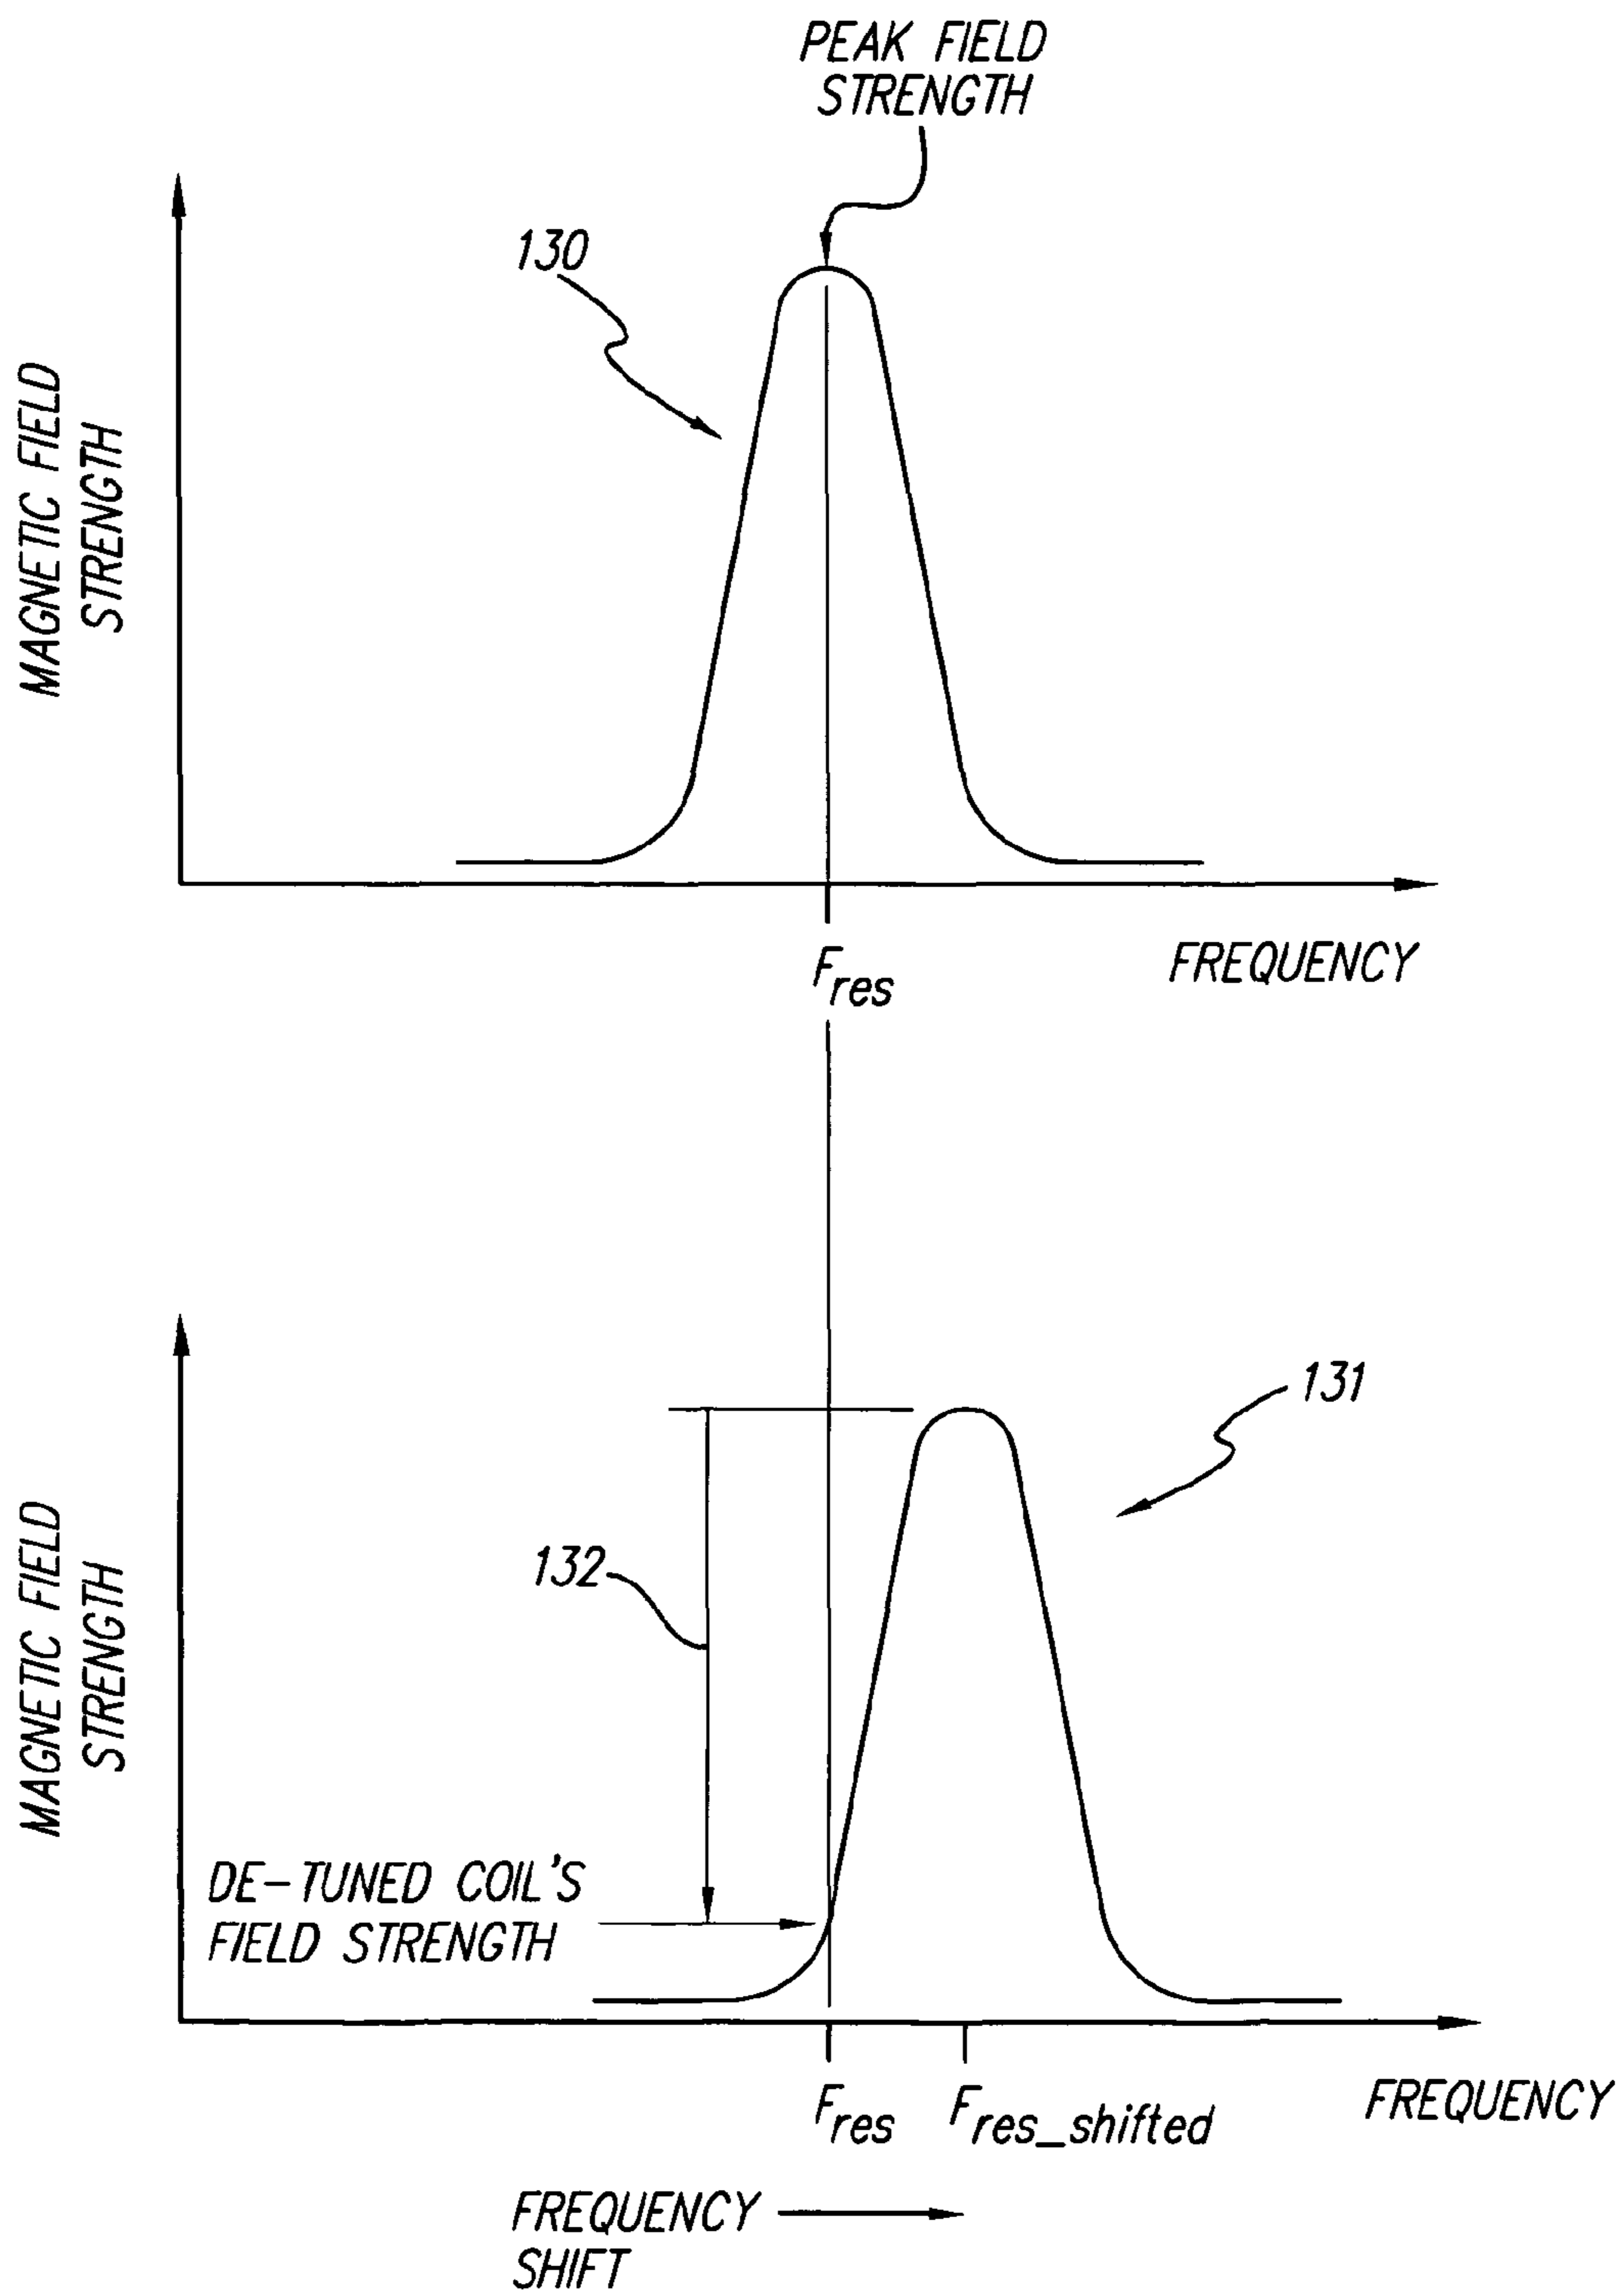 PEAK FIELD
STRENGTH
130
MAGNETIC FIELD
STRENGTH
F_res
FREQUENCY
131
132
MAGNETIC FIELD
STRENGTH
DE-TUNED COIL'S
FIELD STRENGTH
F_res
F_res_shifted
FREQUENCY
FREQUENCY
SHIFT